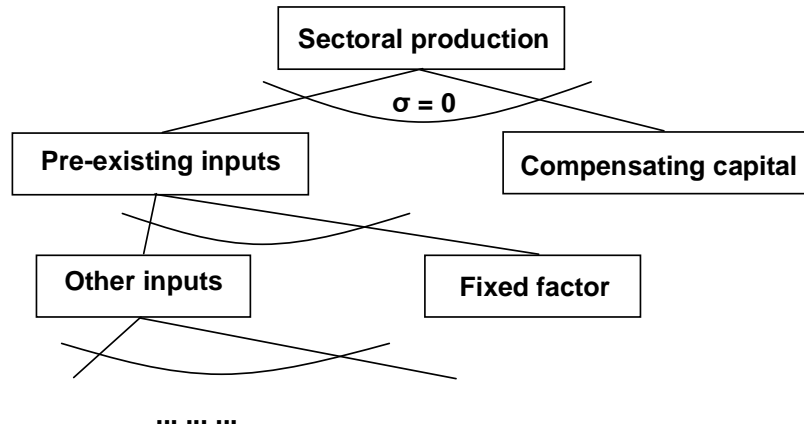 Sectoral production
σ = 0
Pre-existing inputs
Compensating capital
Other inputs
Fixed factor
... ... ...